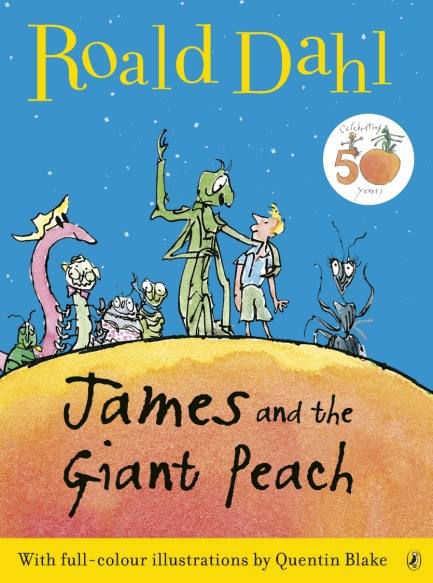 Roald Dahl
Celebrating
50
years!
James and the
Giant Peach
With full-colour illustrations by Quentin Blake